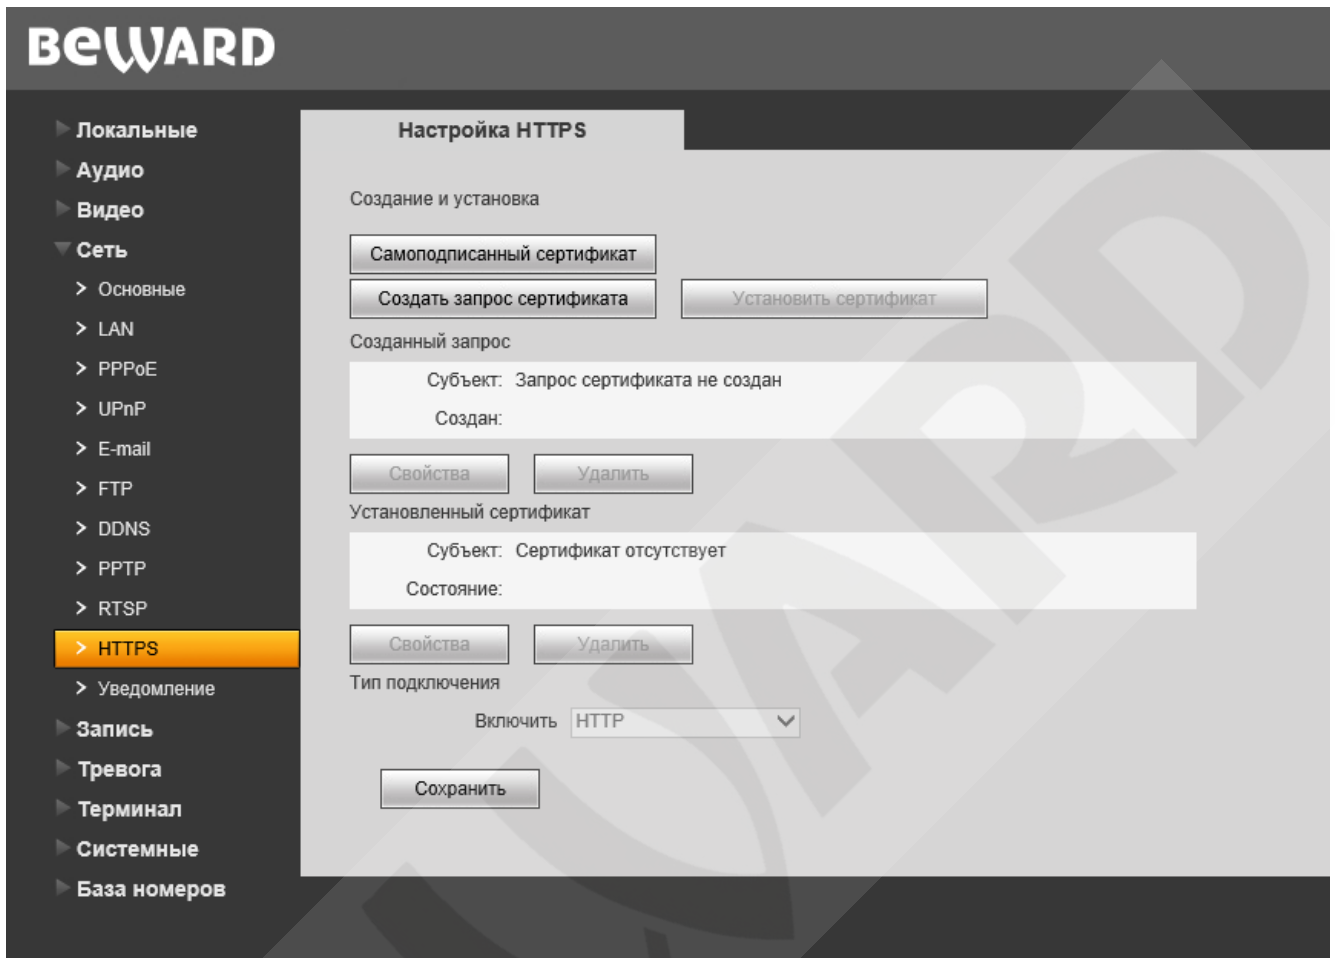 BEWARD
Локальные
Аудио
Видео
Сеть
Основные
LAN
PPPoE
UPnP
E-mail
FTP
DDNS
PPTP
RTSP
HTTPS
Уведомление
Запись
Тревога
Терминал
Системные
База номеров
Настройка HTTPS
Создание и установка
Самоподписанный сертификат
Создать запрос сертификата Установить сертификат
Созданный запрос
Субъект: Запрос сертификата не создан
Создан:
Свойства Удалить
Установленный сертификат
Субъект: Сертификат отсутствует
Состояние:
Свойства Удалить
Тип подключения
Включить HTTP
Сохранить